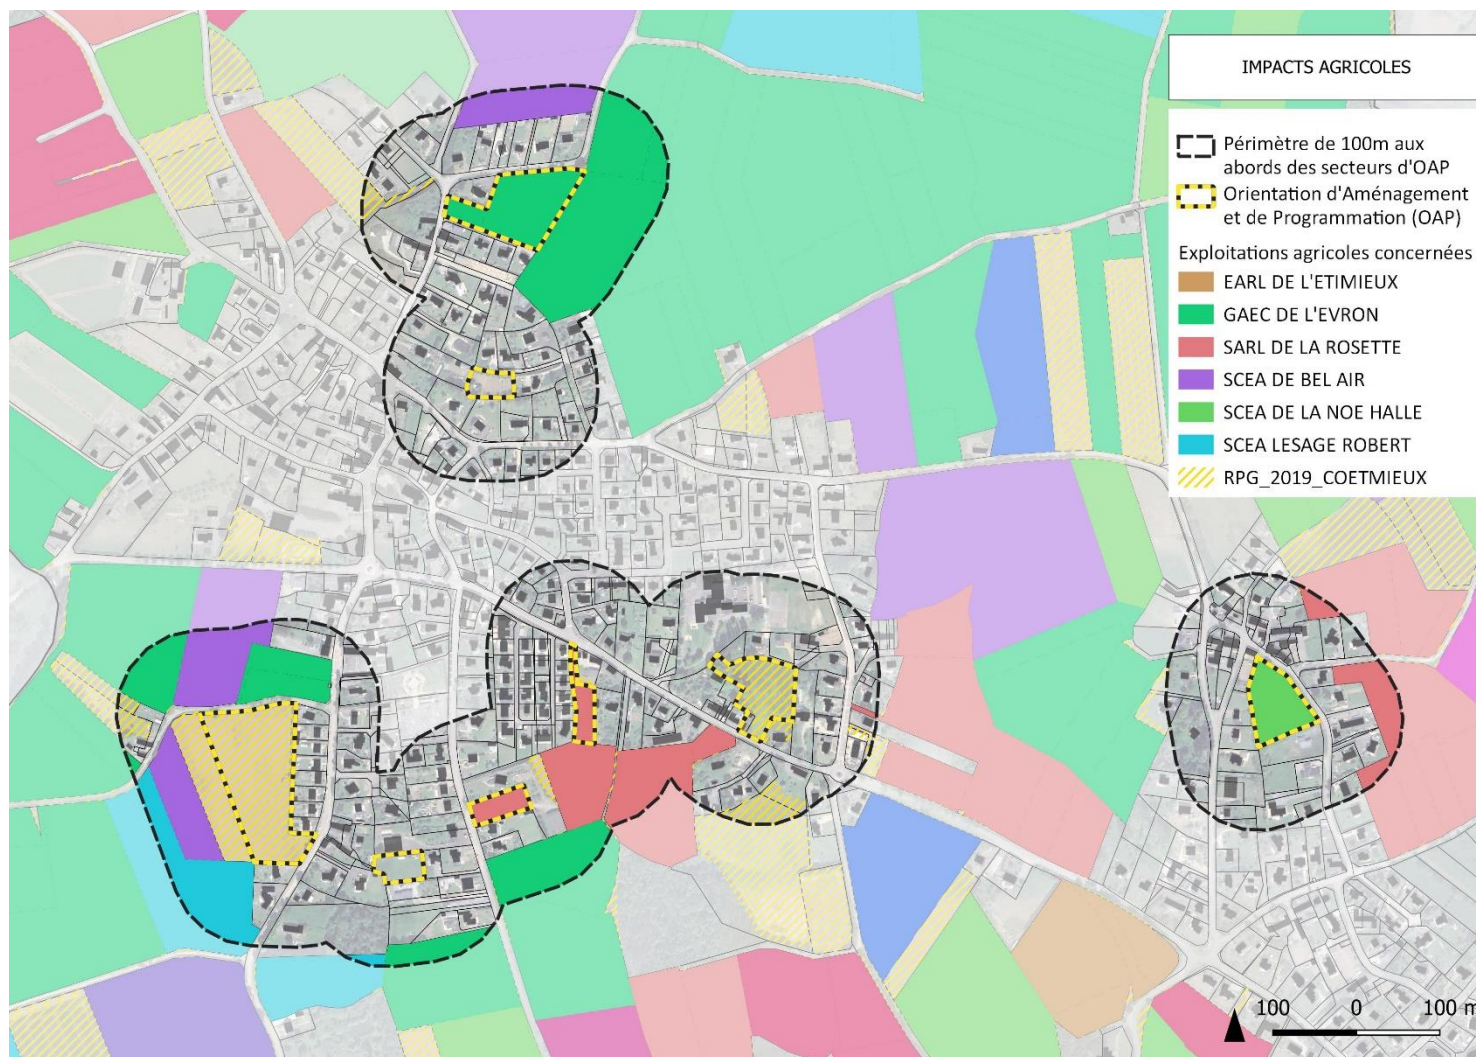 IMPACTS AGRICOLES
Périmètre de 100m aux
abords des secteurs d'OAP
Orientation d'Aménagement
et de Programmation (OAP)
Exploitations agricoles concernées
EARL DE L'ETIMIEUX
GAEC DE L'EVRON
SARL DE LA ROSETTE
SCEA DE BEL AIR
SCEA DE LA NOE HALLE
SCEA LESAGE ROBERT
RPG_2019_COETMIEUX
100 0 100 m